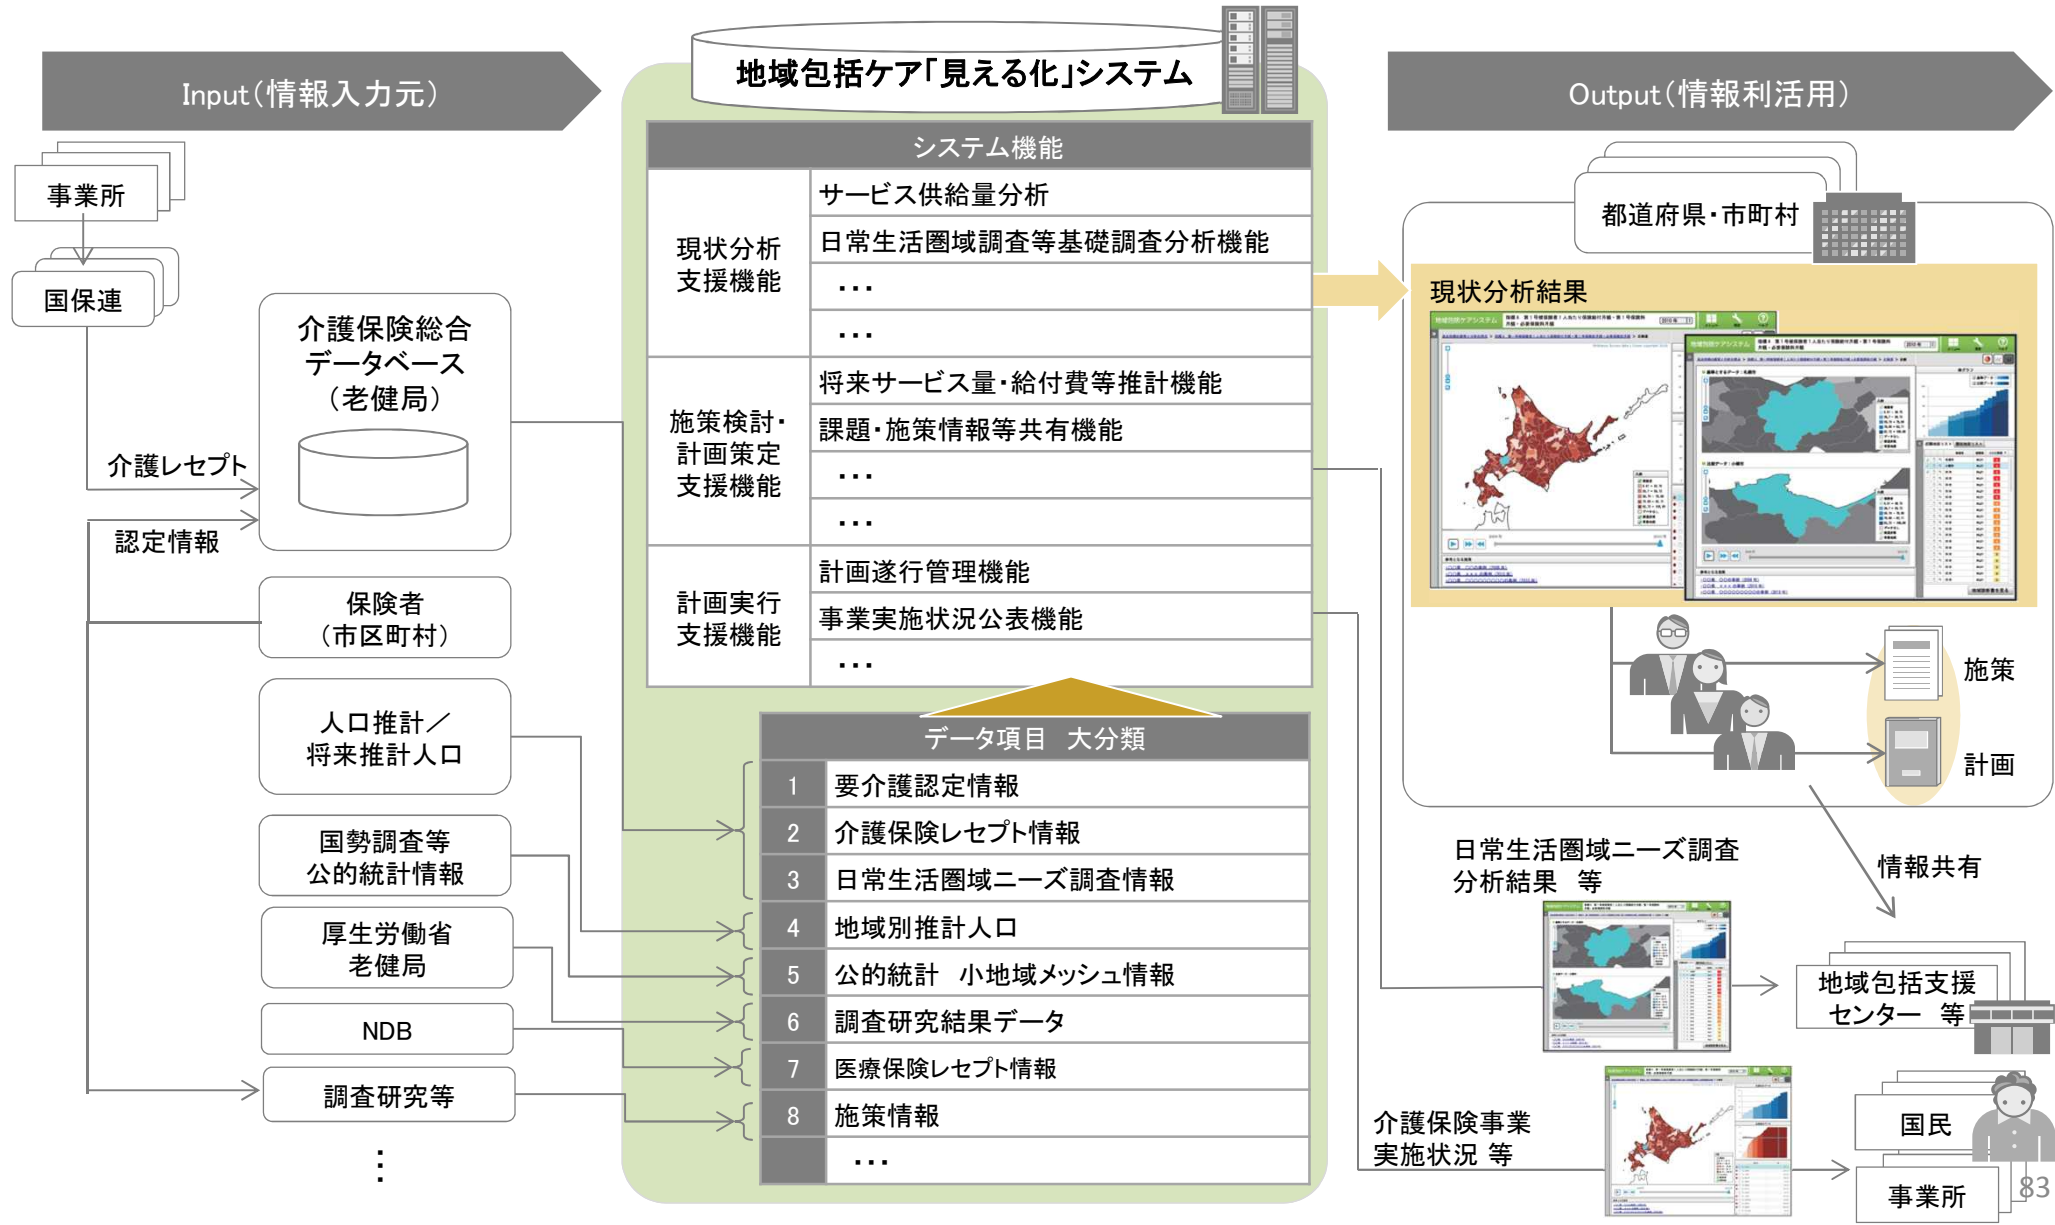 Input（情報入力元）
地域包括ケア「見える化」システム
Output（情報利活用）
事業所
国保連
介護保険総合
データベース
（老健局）
介護レセプト
認定情報
保険者
（市区町村）
人口推計／
将来推計人口
国勢調査等
公的統計情報
厚生労働省
老健局
NDB
調査研究等
⋮
システム機能
現状分析
支援機能
サービス供給量分析
日常生活圏域調査等基礎調査分析機能
・・・
・・・
施策検討・
計画策定
支援機能
将来サービス量・給付費等推計機能
課題・施策情報等共有機能
・・・
・・・
計画実行
支援機能
計画遂行管理機能
事業実施状況公表機能
・・・
データ項目　大分類
1 要介護認定情報
2 介護保険レセプト情報
3 日常生活圏域ニーズ調査情報
4 地域別推計人口
5 公的統計　小地域メッシュ情報
6 調査研究結果データ
7 医療保険レセプト情報
8 施策情報
・・・
都道府県・市町村
現状分析結果
施策
計画
日常生活圏域ニーズ調査
分析結果　等
情報共有
地域包括支援
センター　等
介護保険事業
実施状況 等
国民
事業所
83